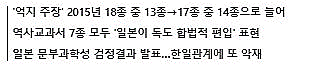 '억지 주장' 2015년 18종 중 13종→17종 중 14종으로 늘어
역사교과서 7종 모두 '일본이 독도 합법적 편입' 표현
일본 문부과학성 검정결과 발표...한일관계에 또 악재